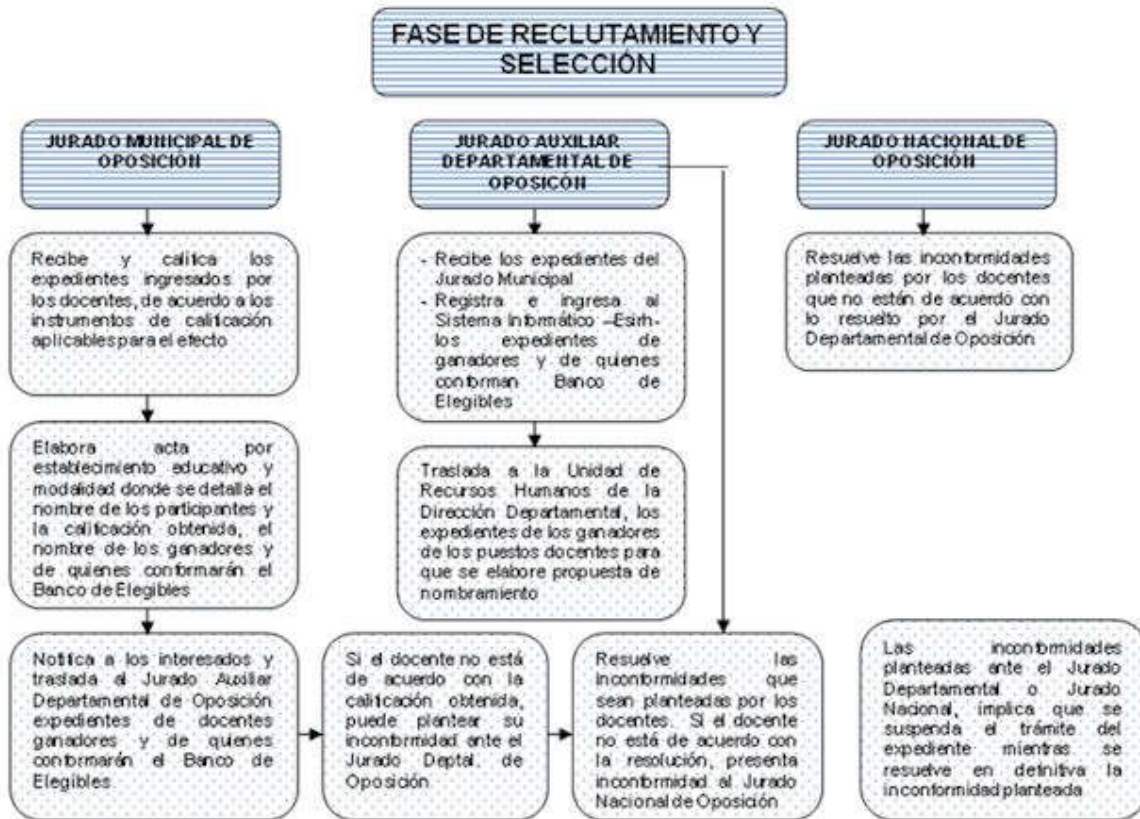 FASE DE RECLUTAMIENTO Y
SELECCIÓN
JURADO MUNICIPAL DE
OPOSICIÓN
JURADO AUXILIAR
DEPARTAMENTAL DE
OPOSICÓN
JURADO NACIONAL DE
OPOSICIÓN
Recibe y califica los
expedientes ingresados por
los docentes, de acuerdo a los
instrumentos de calificación
aplicables para el efecto
- Recibe los expedientes del
Jurado Municipal
- Registra e ingresa al
Sistema Informático –Esirh-
los expedientes de
ganadores y de quienes
conforman Banco de
Elegibles
Resuelve las inconformidades
planteadas por los docentes
que no están de acuerdo con
lo resuelto por el Jurado
Departamental de Oposición
Elabora acta por
establecimiento educativo y
modalidad donde se detalla el
nombre de los participantes y
la calificación obtenida, el
nombre de los ganadores y
de quienes conformarán el
Banco de Elegibles
Traslada a la Unidad de
Recursos Humanos de la
Dirección Departamental, los
expedientes de los ganadores
de los puestos docentes para
que se elabore propuesta de
nombramiento
Notifica a los interesados y
traslada al Jurado Auxiliar
Departamental de Oposición
expedientes de docentes
ganadores y de quienes
conformarán el Banco de
Elegibles
Si el docente no está
de acuerdo con la
calificación obtenida,
puede plantear su
inconformidad ante el
Jurado Deptal. de
Oposición
Resuelve las
Inconformidades que
sean planteadas por los
docentes. Si el docente
no está de acuerdo con
la resolución, presenta
inconformidad al Jurado
Nacional de Oposición
Las inconformidades
planteadas ante el Jurado
Departamental o Jurado
Nacional, implica que se
suspenda el trámite del
expediente mientras se
resuelve en definitiva la
inconformidad planteada